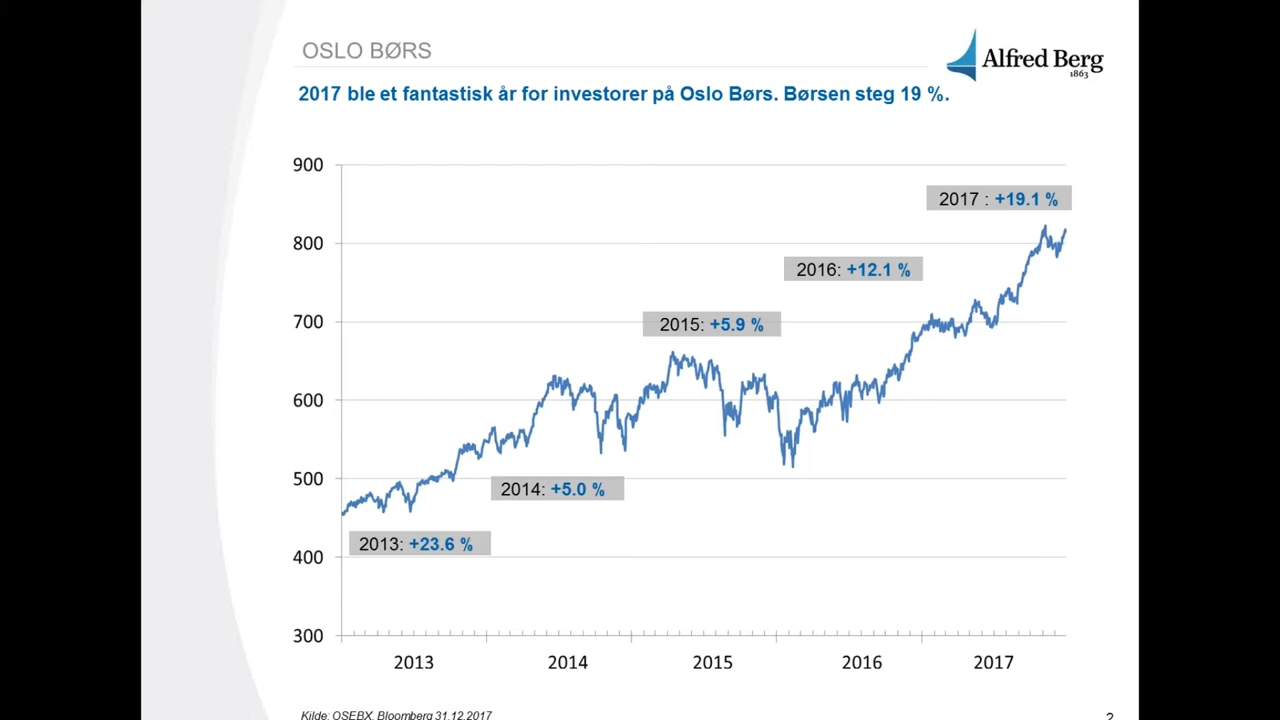 OSLO BØRS
Alfred Berg
1863
2017 ble et fantastisk år for investorer på Oslo Børs. Børsen steg 19 %.
900
2017 : +19.1 %
800
2016: +12.1 %
2015: +5.9 %
700
600
500
2014: +5.0 %
2013: +23.6 %
400
300
2013 2014 2015 2016 2017
Kilde: OSEBX, Bloomberg 31.12.2017
2